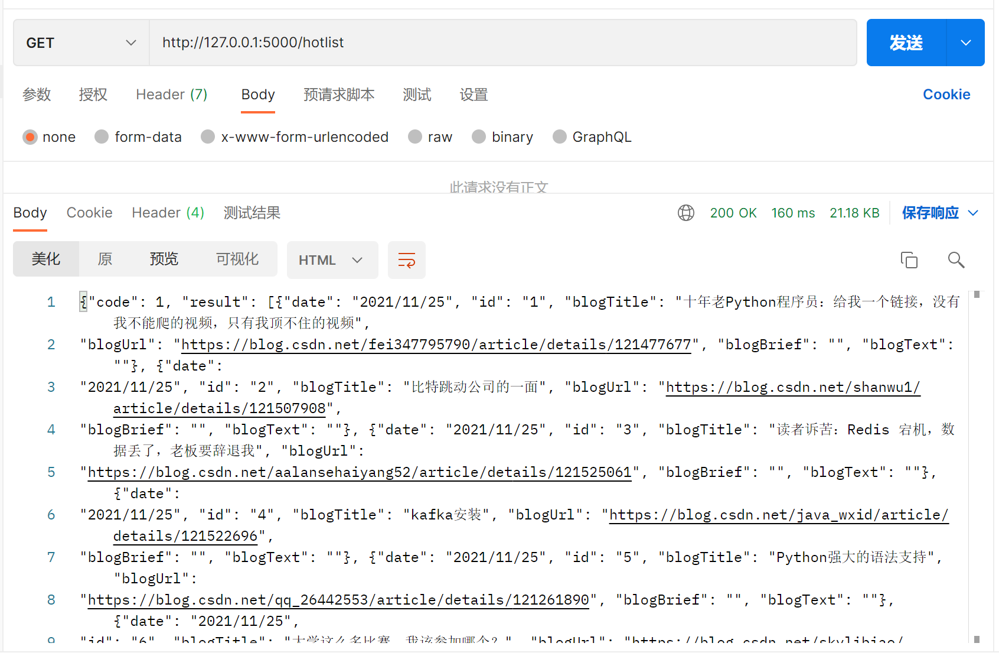 GET http://127.0.0.1:5000/hotlist 发送
参数 授权 Header (7) Body 预请求脚本 测试 设置 Cookie
none form-data x-www-form-urlencoded raw binary GraphQL
此请求没有正文
Body Cookie Header (4) 测试结果 200 OK 160 ms 21.18 KB 保存响应
美化 原 预览 可视化 HTML
1 {"code": 1, "result": [{"date": "2021/11/25", "id": "1", "blogTitle": "十年老Python程序员：给我一个链接，没有
我不能爬的视频，只有我顶不住的视频",
2 "blogUrl": "https://blog.csdn.net/fei347795790/article/details/121477677", "blogBrief": "", "blogText":
""}, {"date":
3 "2021/11/25", "id": "2", "blogTitle": "比特跳动公司的一面", "blogUrl": "https://blog.csdn.net/shanwu1/
article/details/121507908",
4 "blogBrief": "", "blogText": ""}, {"date": "2021/11/25", "id": "3", "blogTitle": "读者诉苦：Redis 宕机，数
据丢了，老板要辞退我", "blogUrl":
5 "https://blog.csdn.net/aalansehaiyang52/article/details/121525061", "blogBrief": "", "blogText": ""},
{"date":
6 "2021/11/25", "id": "4", "blogTitle": "kafka安装", "blogUrl": "https://blog.csdn.net/java_wxid/article/
details/121522696",
7 "blogBrief": "", "blogText": ""}, {"date": "2021/11/25", "id": "5", "blogTitle": "Python强大的语法支持",
"blogUrl":
8 "https://blog.csdn.net/qq_26442553/article/details/121261890", "blogBrief": "", "blogText": ""},
{"date": "2021/11/25",
9 "id": "6", "blogTitle": "大学这么多比赛，我该参加哪个？", "blogUrl": "https://blog.csdn.net/skylibiao/